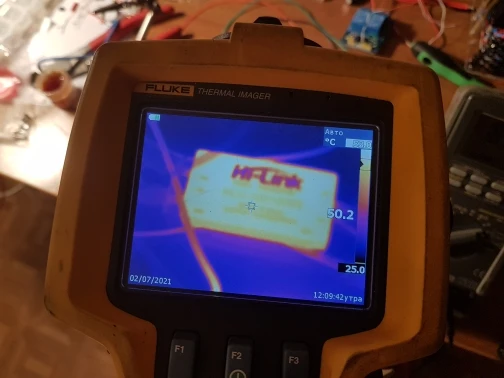 FLUKE THERMAL IMAGER
Авто
°C
Hi-Link
50.2
25.0
02/07/2021
12:09:42утра
F1
F2
F3